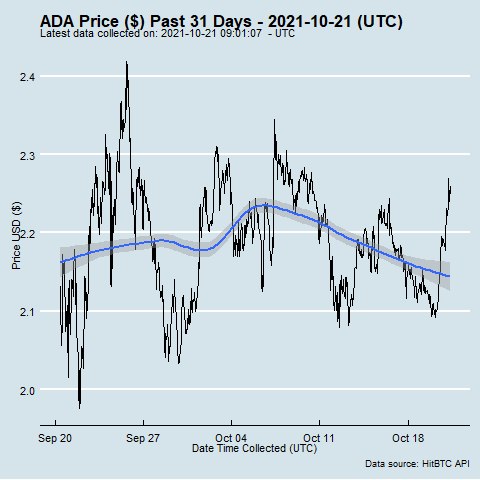 ADA Price ($) Past 31 Days - 2021-10-21 (UTC)
Latest data collected on: 2021-10-21 09:01:07 - UTC
2.4
2.3
2.2
2.1
2.0
Price USD ($)
Sep 20
Sep 27
Oct 04
Oct 11
Oct 18
Date Time Collected (UTC)
Data source: HitBTC API